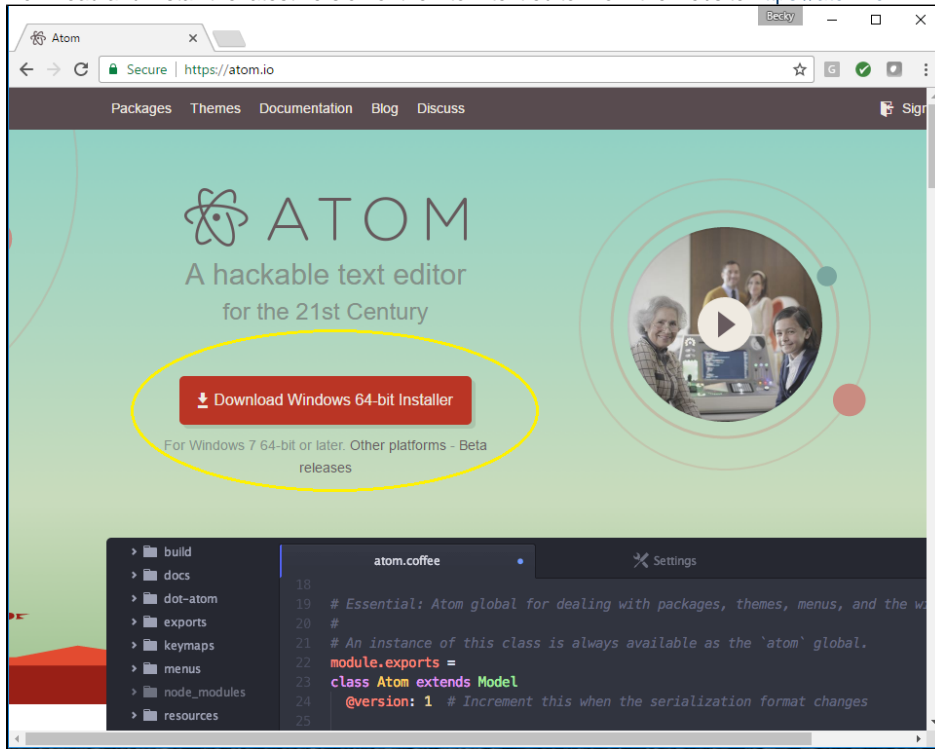 Becky
Atom
Secure | https://atom.io
G
Packages Themes Documentation Blog Discuss
Sign
ATOM
A hackable text editor
for the 21st Century
Download Windows 64-bit Installer
For Windows 7 64-bit or later. Other platforms - Beta
releases
build
docs
dot-atom
exports
keymaps
menus
node_modules
resources
atom.coffee
Settings
18
19 # Essential: Atom global for dealing with packages, themes, menus, and the
20 #
21 # An instance of this class is always available as the `atom` global.
22 module.exports =
23 class Atom extends Model
24 @version: 1 # Increment this when the serialization format changes
25